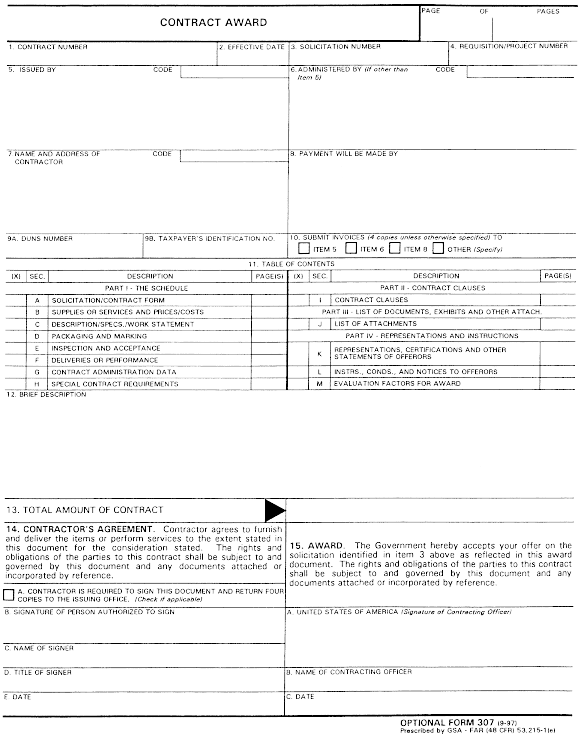 CONTRACT AWARD
PAGE OF PAGES
1. CONTRACT NUMBER
2. EFFECTIVE DATE
3. SOLICITATION NUMBER
4. REQUISITION/PROJECT NUMBER
5. ISSUED BY CODE
6. ADMINISTERED BY (If other than CODE
Item 5)
7 NAME AND ADDRESS OF CODE
CONTRACTOR
8. PAYMENT WILL BE MADE BY
9A. DUNS NUMBER
9B. TAXPAYER'S IDENTIFICATION NO.
10. SUBMIT INVOICES (4 copies unless otherwise specified) TO
ITEM 5 ITEM 6 ITEM 8 OTHER (Specify)
11. TABLE OF CONTENTS
(X) SEC. DESCRIPTION PAGE(S) (X) SEC DESCRIPTION PAGE(S)
PART I - THE SCHEDULE
A SOLICITATION/CONTRACT FORM
B SUPPLIES OR SERVICES AND PRICES/COSTS
C DESCRIPTION/SPECS./WORK STATEMENT
D PACKAGING AND MARKING
E INSPECTION AND ACCEPTANCE
F DELIVERIES OR PERFORMANCE
G CONTRACT ADMINISTRATION DATA
H SPECIAL CONTRACT REQUIREMENTS
PART II - CONTRACT CLAUSES
I CONTRACT CLAUSES
PART III - LIST OF DOCUMENTS, EXHIBITS AND OTHER ATTACH.
J LIST OF ATTACHMENTS
PART IV - REPRESENTATIONS AND INSTRUCTIONS
K REPRESENTATIONS, CERTIFICATIONS AND OTHER
STATEMENTS OF OFFERORS
L INSTRS., CONDS., AND NOTICES TO OFFERORS
M EVALUATION FACTORS FOR AWARD
12. BRIEF DESCRIPTION
13. TOTAL AMOUNT OF CONTRACT
14. CONTRACTOR'S AGREEMENT. Contractor agrees to furnish
and deliver the items or perform services to the extent stated in
this document for the consideration stated. The rights and
obligations of the parties to this contract shall be subject to and
governed by this document and any documents attached or
incorporated by reference.
A. CONTRACTOR IS REQUIRED TO SIGN THIS DOCUMENT AND RETURN FOUR
COPIES TO THE ISSUING OFFICE. (Check if applicable)
B. SIGNATURE OF PERSON AUTHORIZED TO SIGN
C. NAME OF SIGNER
D. TITLE OF SIGNER
E. DATE
15. AWARD. The Government hereby accepts your offer on the
solicitation identified in item 3 above as reflected in this award
document. The rights and obligations of the parties to this contract
shall be subject to and governed by this document and any
documents attached or incorporated by reference.
A. UNITED STATES OF AMERICA (Signature of Contracting Officer)
B. NAME OF CONTRACTING OFFICER
C. DATE
OPTIONAL FORM 307 (9-97)
Prescribed by GSA - FAR (48 CFR) 53.215-1(e)